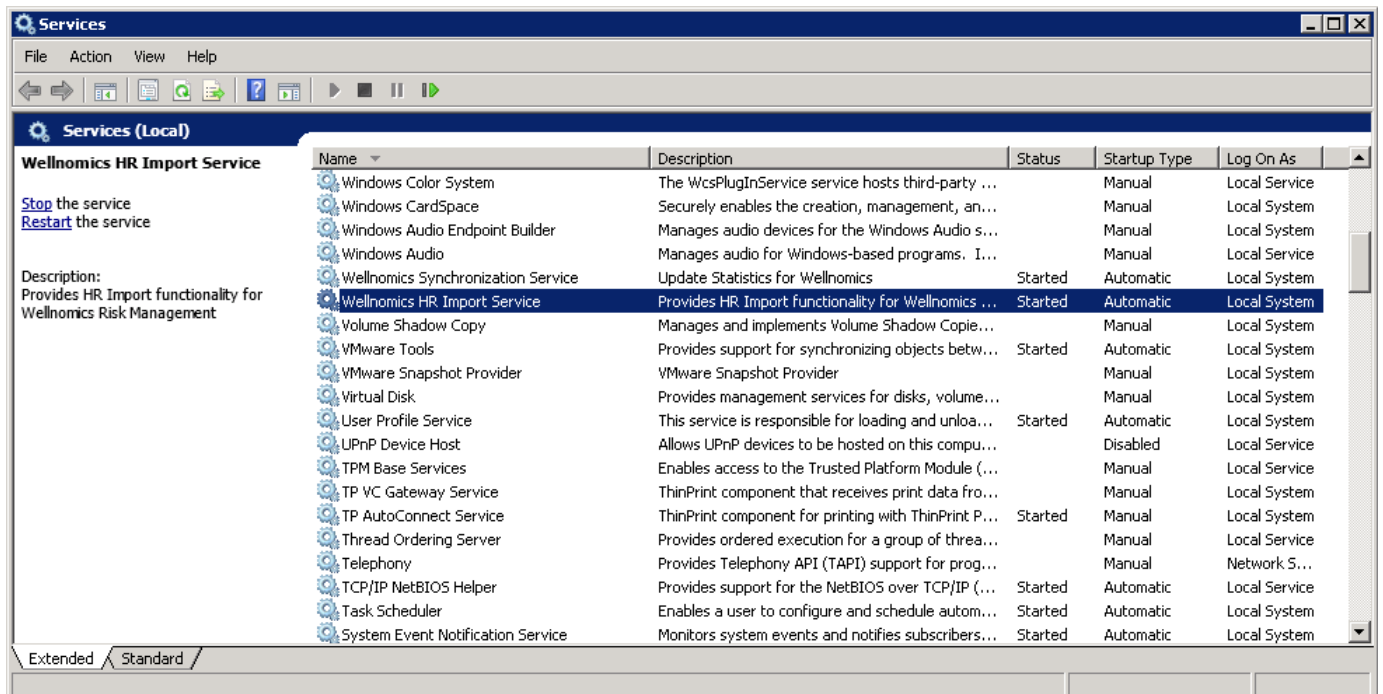 Services
File Action View Help
Services (Local)
Wellnomics HR Import Service
Stop the service
Restart the service
Description:
Provides HR Import functionality for
Wellnomics Risk Management
Name Description Status Startup Type Log On As
Windows Color System The WcsPlugInService service hosts third-party ... Manual Local Service
Windows CardSpace Securely enables the creation, management, an... Manual Local System
Windows Audio Endpoint Builder Manages audio devices for the Windows Audio s... Manual Local System
Windows Audio Manages audio for Windows-based programs. I... Manual Local Service
Wellnomics Synchronization Service Update Statistics for Wellnomics Started Automatic Local System
Wellnomics HR Import Service Provides HR Import functionality for Wellnomics ... Started Automatic Local System
Volume Shadow Copy Manages and implements Volume Shadow Copie... Manual Local System
VMware Tools Provides support for synchronizing objects betw... Started Automatic Local System
VMware Snapshot Provider VMware Snapshot Provider Manual Local System
Virtual Disk Provides management services for disks, volume... Manual Local System
User Profile Service This service is responsible for loading and unloa... Started Automatic Local System
UPnP Device Host Allows UPnP devices to be hosted on this compu... Disabled Local Service
TPM Base Services Enables access to the Trusted Platform Module (... Manual Local Service
TP VC Gateway Service ThinPrint component that receives print data fro... Manual Local System
TP AutoConnect Service ThinPrint component for printing with ThinPrint P... Started Manual Local System
Thread Ordering Server Provides ordered execution for a group of threa... Manual Local Service
Telephony Provides Telephony API (TAPI) support for prog... Manual Network S...
TCP/IP NetBIOS Helper Provides support for the NetBIOS over TCP/IP (... Started Automatic Local Service
Task Scheduler Enables a user to configure and schedule autom... Started Automatic Local System
System Event Notification Service Monitors system events and notifies subscribers... Started Automatic Local System
Extended Standard